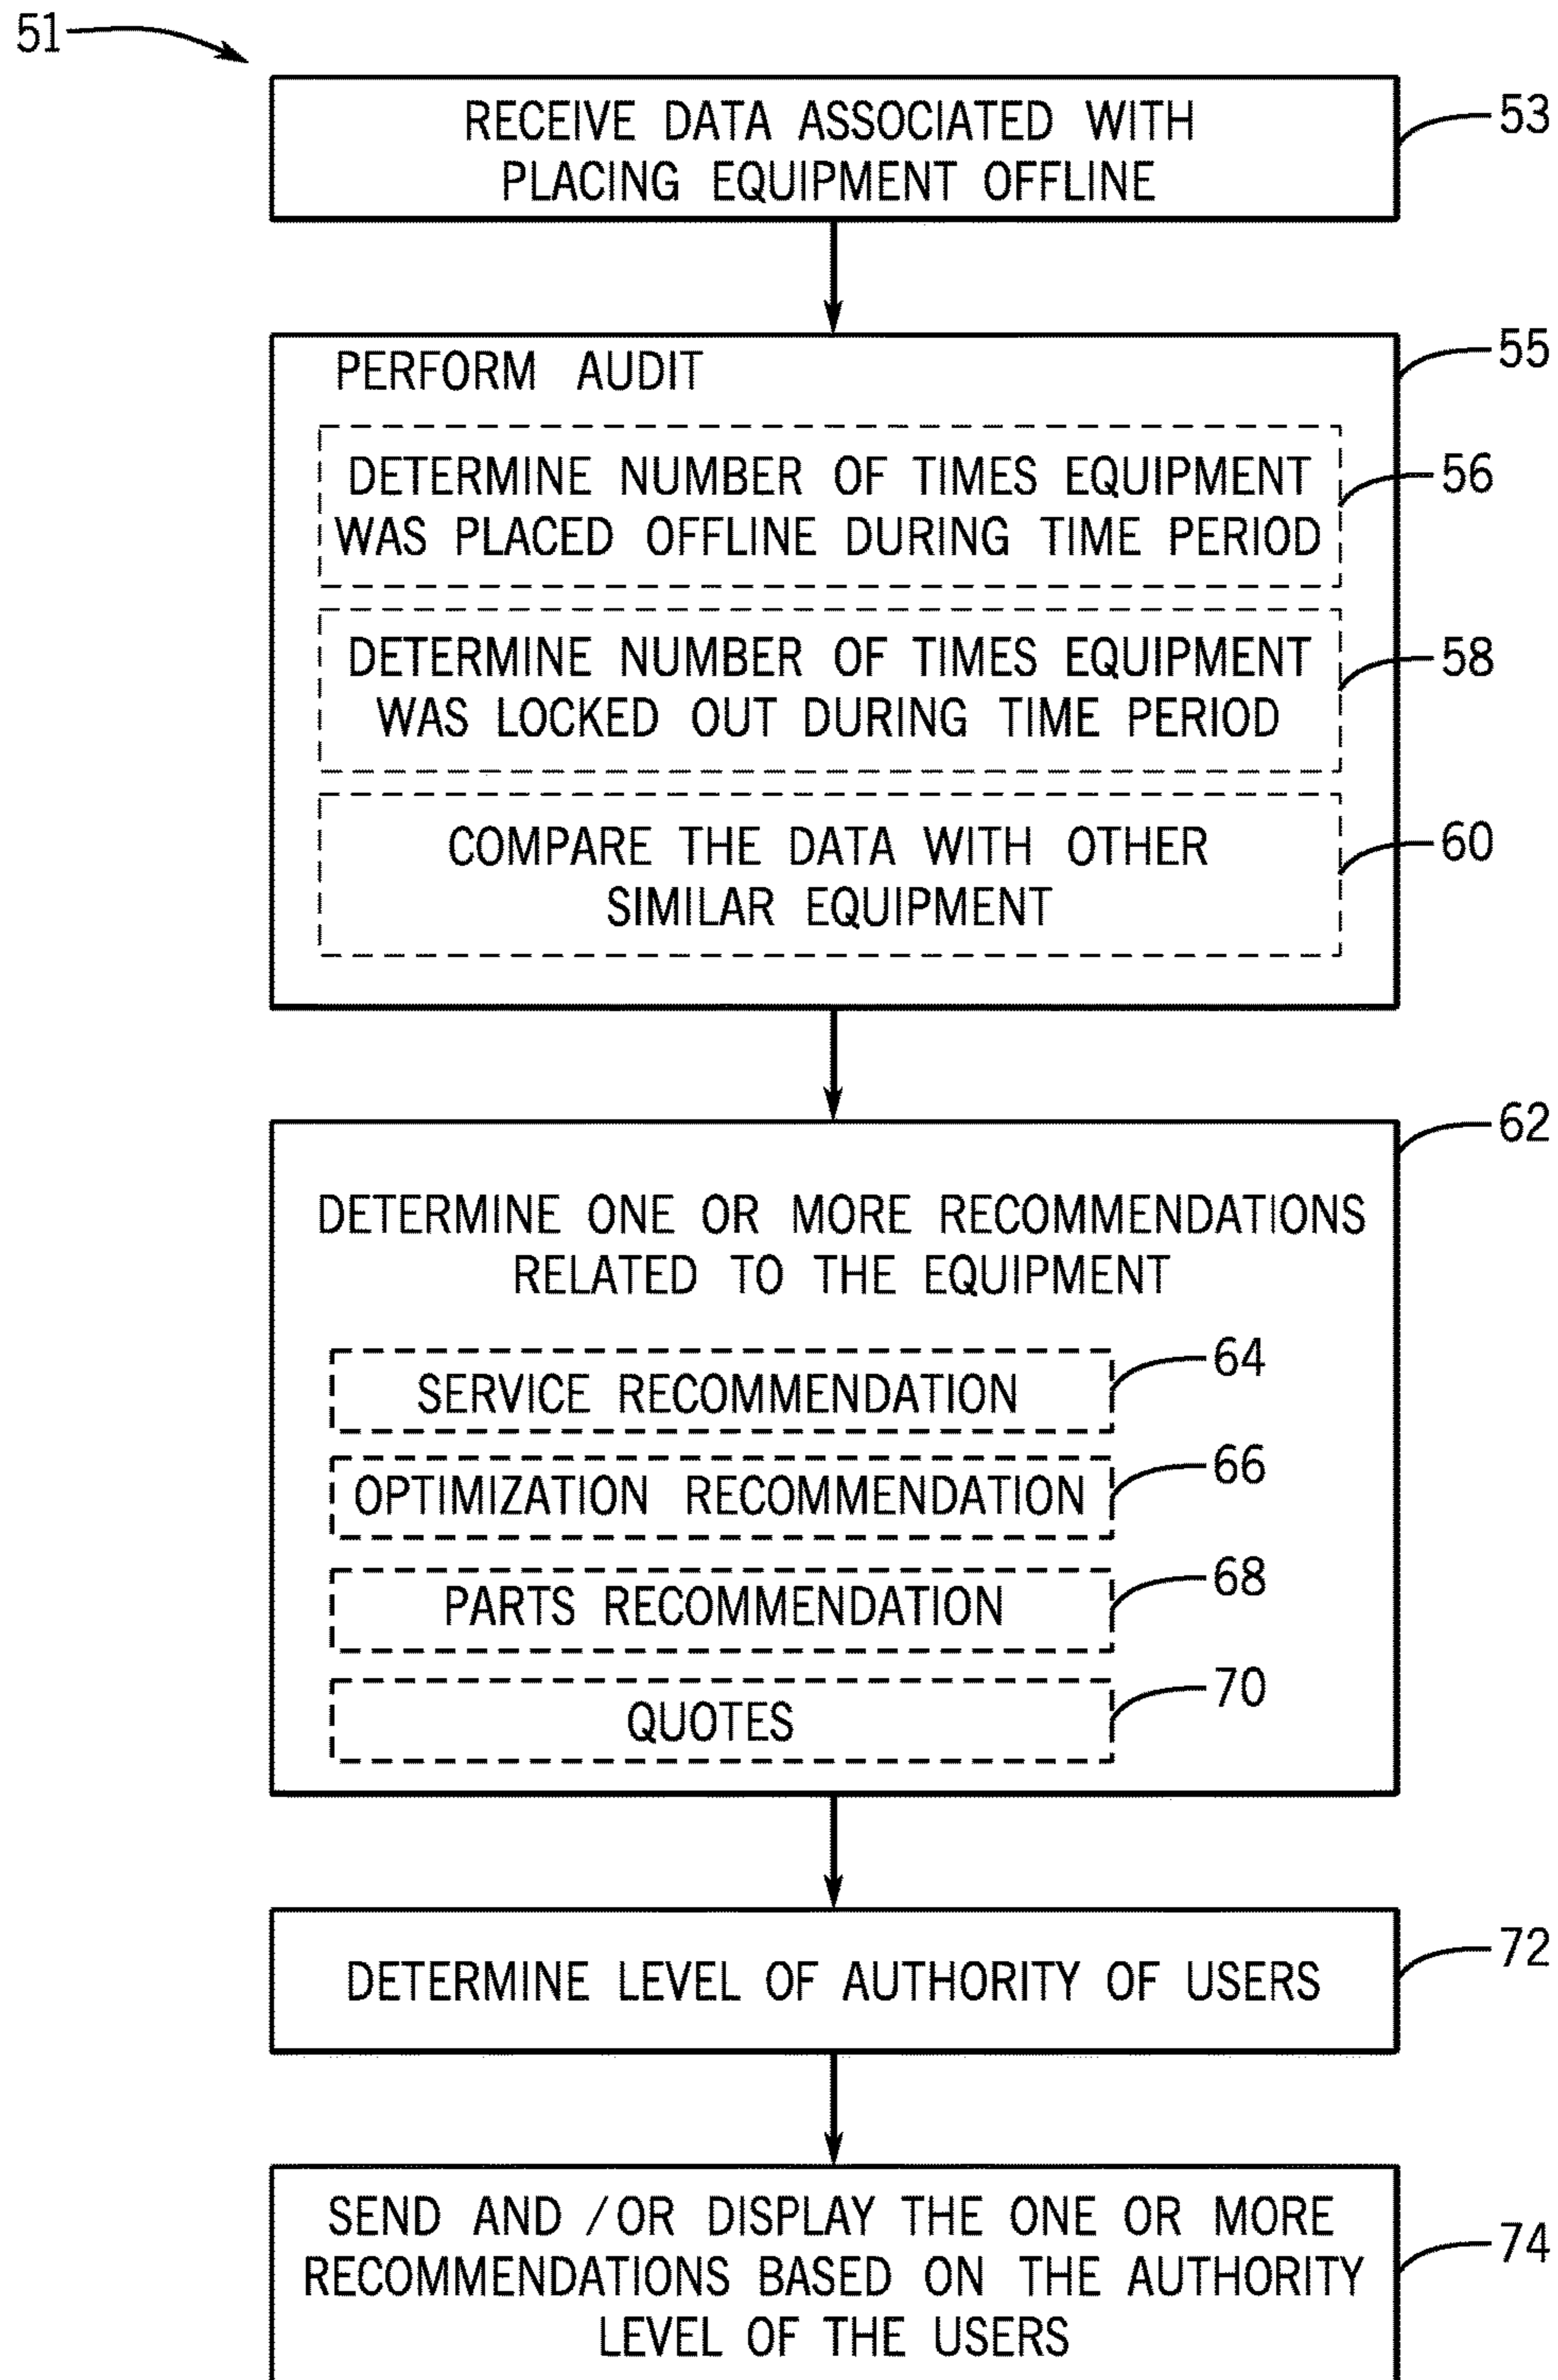 51
RECEIVE DATA ASSOCIATED WITH
PLACING EQUIPMENT OFFLINE
53
PERFORM AUDIT
55
DETERMINE NUMBER OF TIMES EQUIPMENT
WAS PLACED OFFLINE DURING TIME PERIOD
56
DETERMINE NUMBER OF TIMES EQUIPMENT
WAS LOCKED OUT DURING TIME PERIOD
58
COMPARE THE DATA WITH OTHER
SIMILAR EQUIPMENT
60
62
DETERMINE ONE OR MORE RECOMMENDATIONS
RELATED TO THE EQUIPMENT
SERVICE RECOMMENDATION
64
OPTIMIZATION RECOMMENDATION
66
PARTS RECOMMENDATION
68
QUOTES
70
DETERMINE LEVEL OF AUTHORITY OF USERS
72
SEND AND /OR DISPLAY THE ONE OR MORE
RECOMMENDATIONS BASED ON THE AUTHORITY
LEVEL OF THE USERS
74